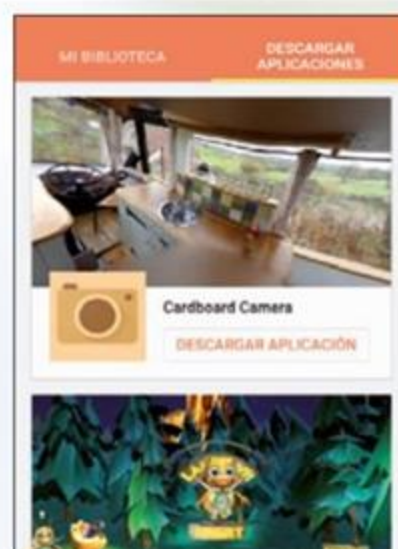 MI BIBLIOTECA
DESCARGAR
APLICACIONES
Cardboard Camera
DESCARGAR APLICACIÓN